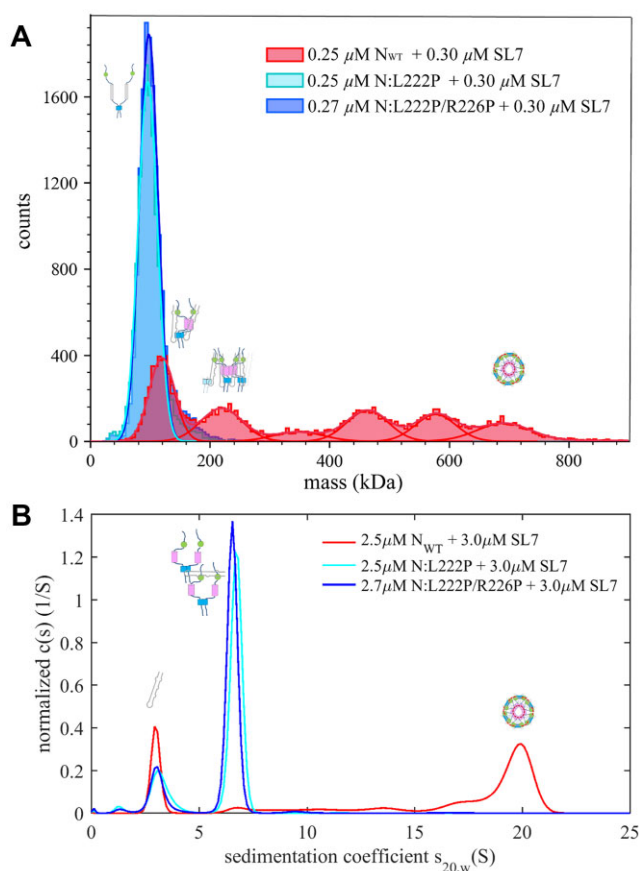 A
0.25 μM NWT + 0.30 μM SL7
0.25 μM N:L222P + 0.30 μM SL7
0.27 μM N:L222P/R226P + 0.30 μM SL7
counts
1600
1200
800
400
0
0 200 400 600 800
mass (kDa)
B
2.5μM NWT + 3.0μM SL7
2.5μM N:L222P + 3.0μM SL7
2.7μM N:L222P/R226P + 3.0μM SL7
normalized c(s) (1/S)
1.4
1.2
1
0.8
0.6
0.4
0.2
0
0 5 10 15 20 25
sedimentation coefficient s20,w(S)